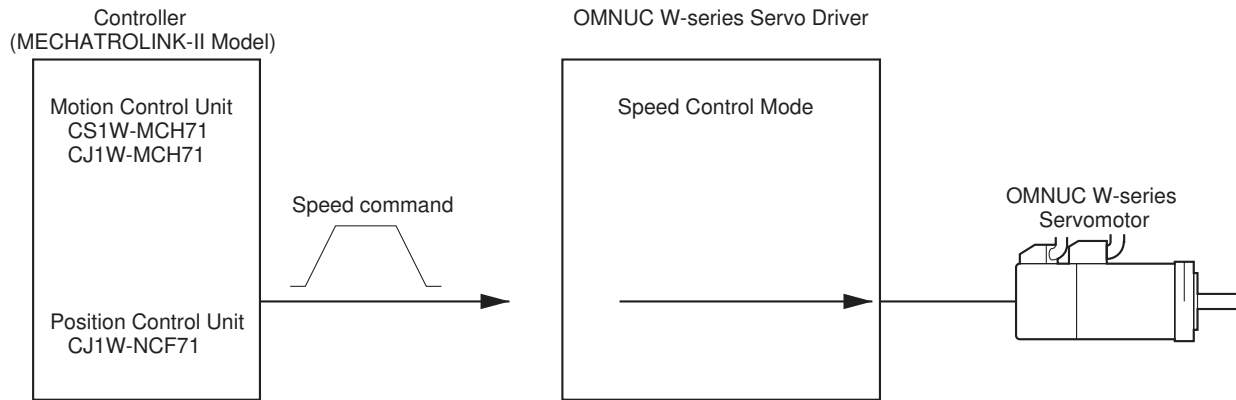 Controller
(MECHATROLINK-II Model)
OMNUC W-series Servo Driver
Motion Control Unit
CS1W-MCH71
CJ1W-MCH71
Speed Control Mode
Speed command
OMNUC W-series
Servomotor
Position Control Unit
CJ1W-NCF71